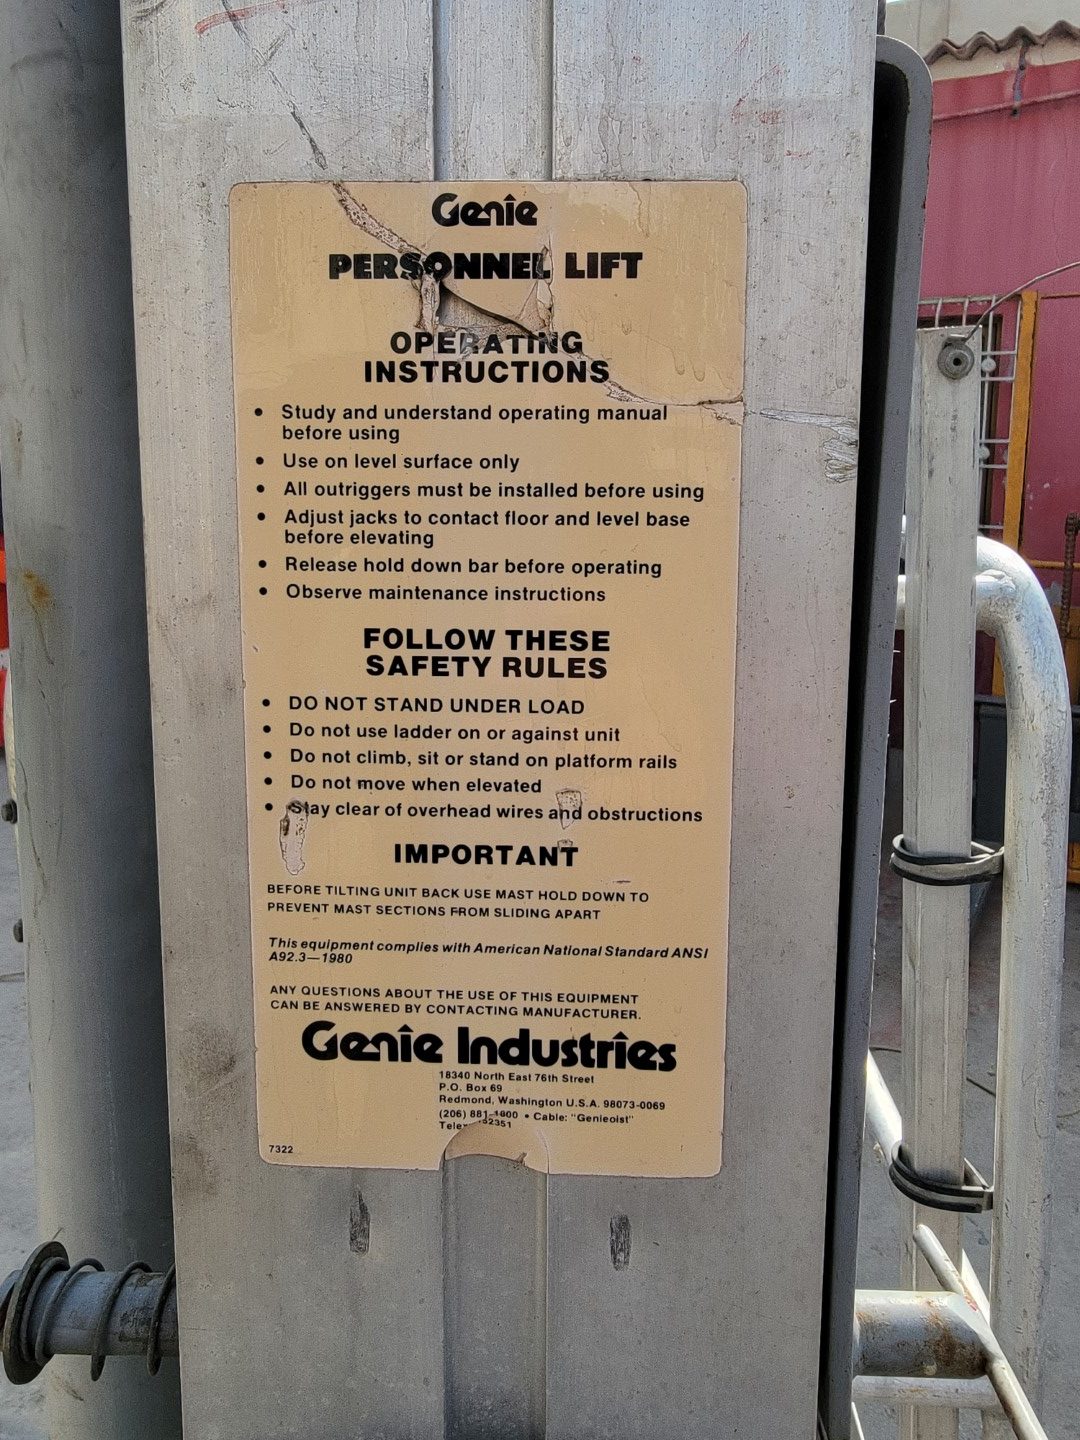 Genie
PERSONNEL LIFT
OPERATING
INSTRUCTIONS
• Study and understand operating manual
before using
• Use on level surface only
• All outriggers must be installed before using
• Adjust jacks to contact floor and level base
before elevating
• Release hold down bar before operating
• Observe maintenance instructions
FOLLOW THESE
SAFETY RULES
• DO NOT STAND UNDER LOAD
• Do not use ladder on or against unit
• Do not climb, sit or stand on platform rails
• Do not move when elevated
• Stay clear of overhead wires and obstructions
IMPORTANT
BEFORE TILTING UNIT BACK USE MAST HOLD DOWN TO
PREVENT MAST SECTIONS FROM SLIDING APART
This equipment complies with American National Standard ANSI
A92.3—1980
ANY QUESTIONS ABOUT THE USE OF THIS EQUIPMENT
CAN BE ANSWERED BY CONTACTING MANUFACTURER.
Genie Industries
18340 North East 76th Street
P.O. Box 69
Redmond, Washington U.S.A. 98073-0069
(206) 881-1800 • Cable: "Genieoist"
Telex
7322